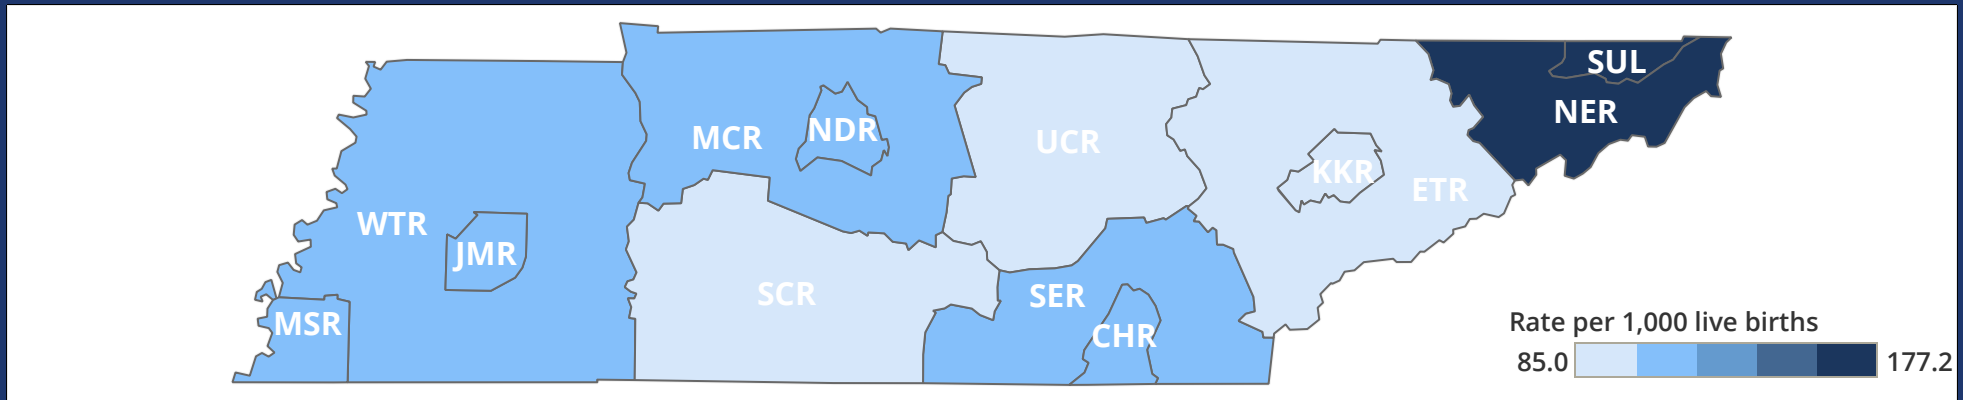 SUL
NER
MCR
NDR
UCR
KKR
ETR
WTR
JMR
SCR
SER
MSR
CHR
Rate per 1,000 live births
85.0 177.2